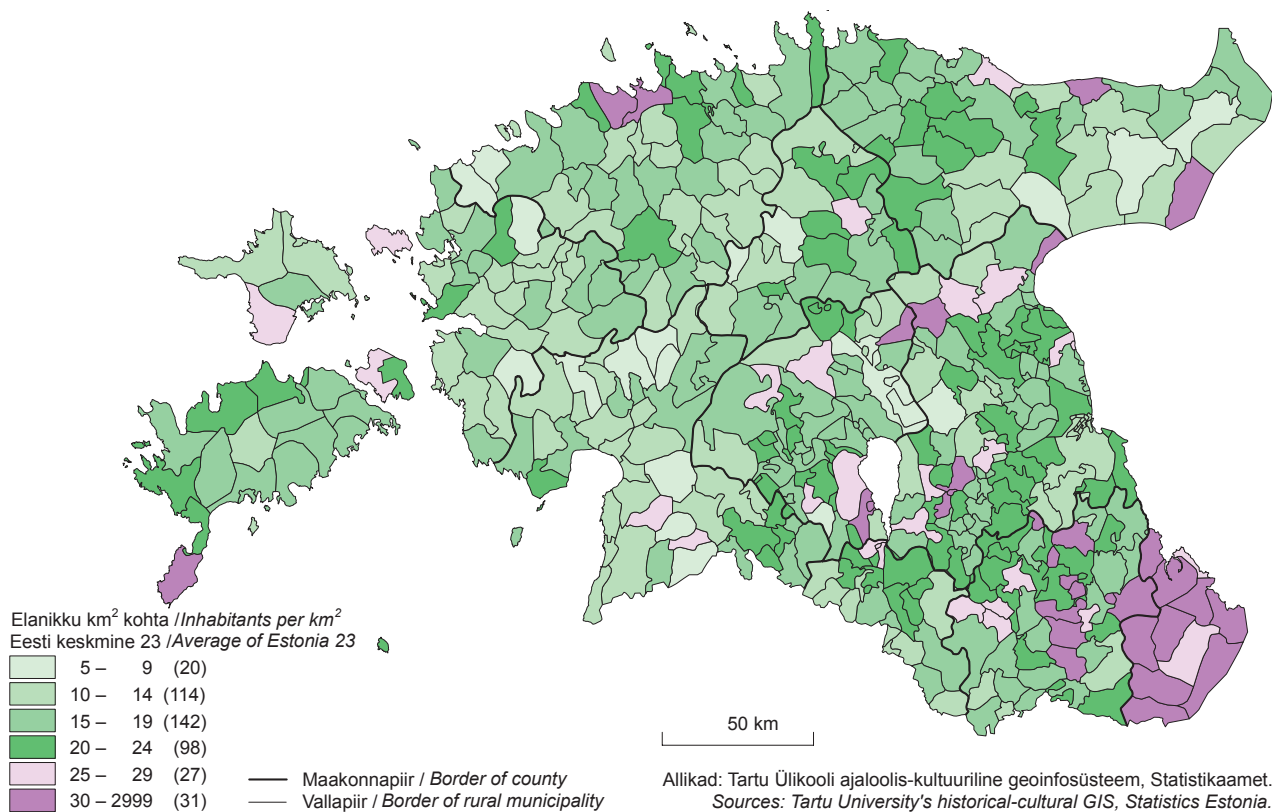 Elanikku km² kohta / Inhabitants per km²
Eesti keskmine 23 / Average of Estonia 23
5 – 9 (20)
10 – 14 (114)
15 – 19 (142)
20 – 24 (98)
25 – 29 (27)
30 – 2999 (31)
50 km
Maakonnapiir / Border of county
Vallapiir / Border of rural municipality
Allikad: Tartu Ülikooli ajaloolis-kultuuriline geoinfosüsteem, Statistikaamet.
Sources: Tartu University's historical-cultural GIS, Statistics Estonia.